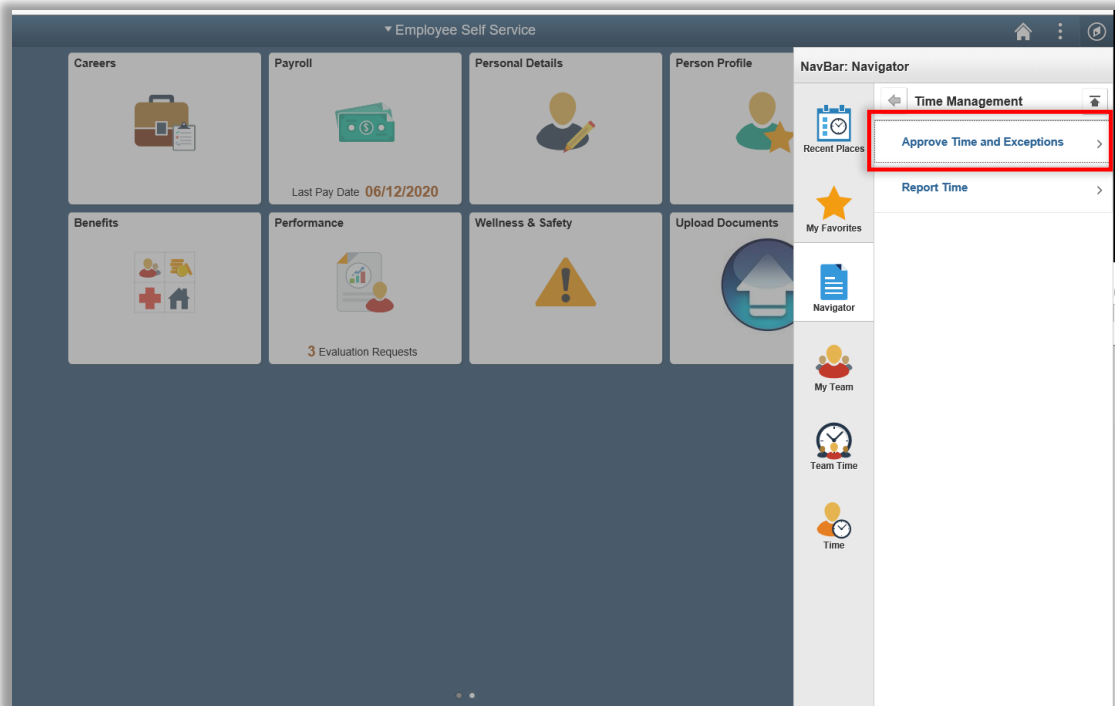 Employee Self Service
Careers
Payroll
Personal Details
Person Profile
Last Pay Date 06/12/2020
Benefits
Performance
Wellness & Safety
Upload Documents
3 Evaluation Requests
NavBar: Navigator
Recent Places
My Favorites
Navigator
My Team
Team Time
Time
Time Management
Approve Time and Exceptions
Report Time